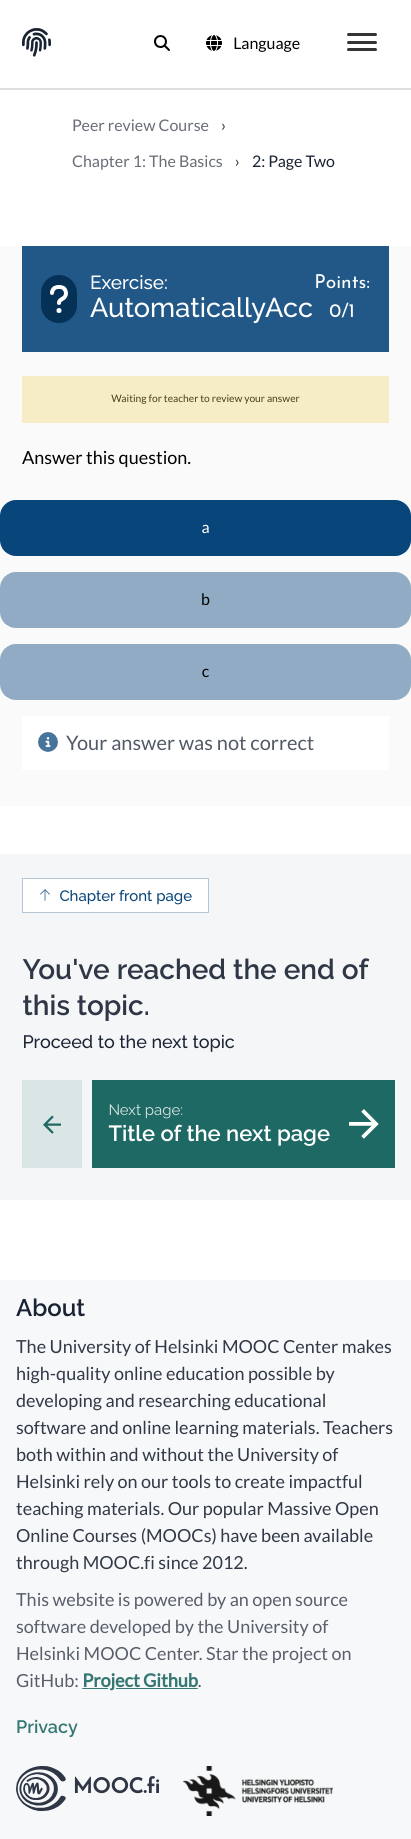 Language
Peer review Course ›
Chapter 1: The Basics › 2: Page Two
Exercise:
AutomaticallyAcc
Points:
0/1
?
Waiting for teacher to review your answer
Answer this question.
a
b
c
Your answer was not correct
Chapter front page
You've reached the end of
this topic.
Proceed to the next topic
Next page:
Title of the next page
About
The University of Helsinki MOOC Center makes
high-quality online education possible by
developing and researching educational
software and online learning materials. Teachers
both within and without the University of
Helsinki rely on our tools to create impactful
teaching materials. Our popular Massive Open
Online Courses (MOOCs) have been available
through MOOC.fi since 2012.
This website is powered by an open source
software developed by the University of
Helsinki MOOC Center. Star the project on
GitHub: Project Github.
Privacy
m MOOC.fi
HELSINGIN YLIOPISTO
HELSINGFORS UNIVERSITET
UNIVERSITY OF HELSINKI